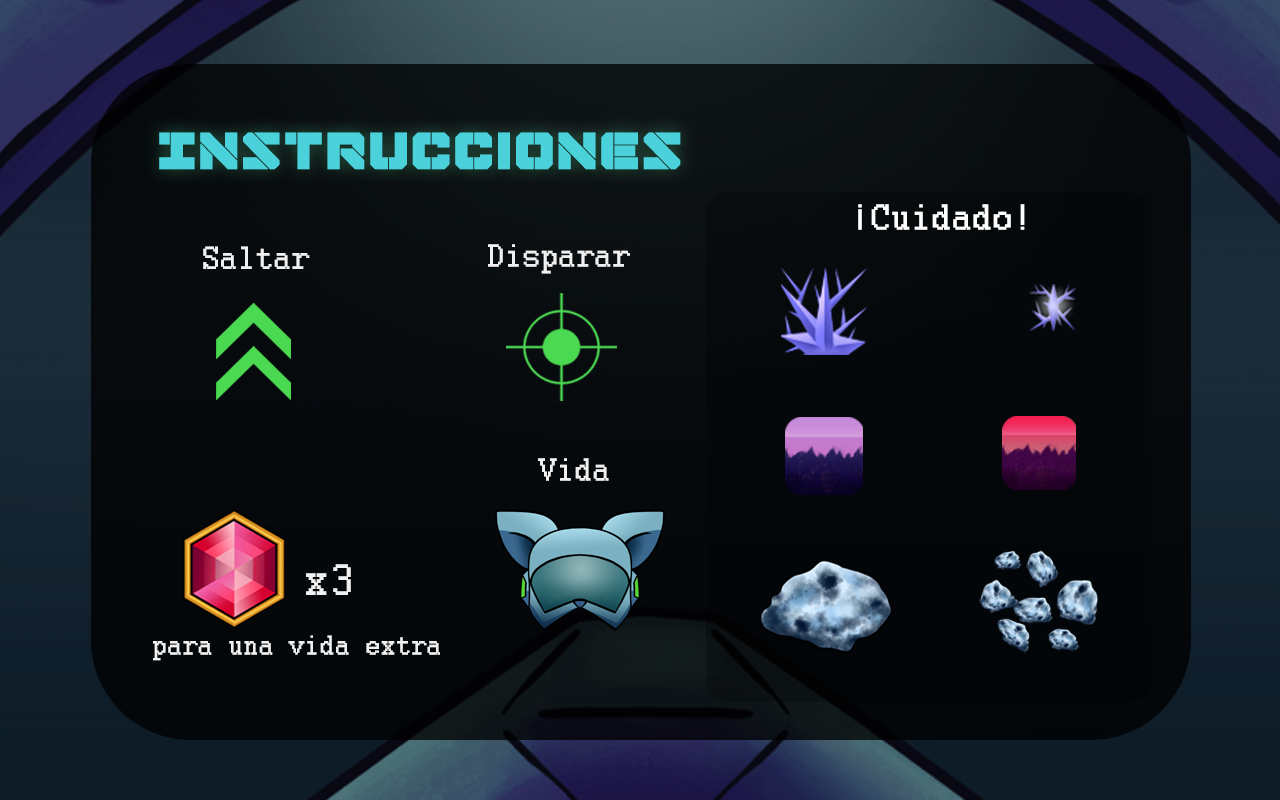 INSTRUCCIONES
¡Cuidado!
Saltar
Disparar
Vida
x3
para una vida extra